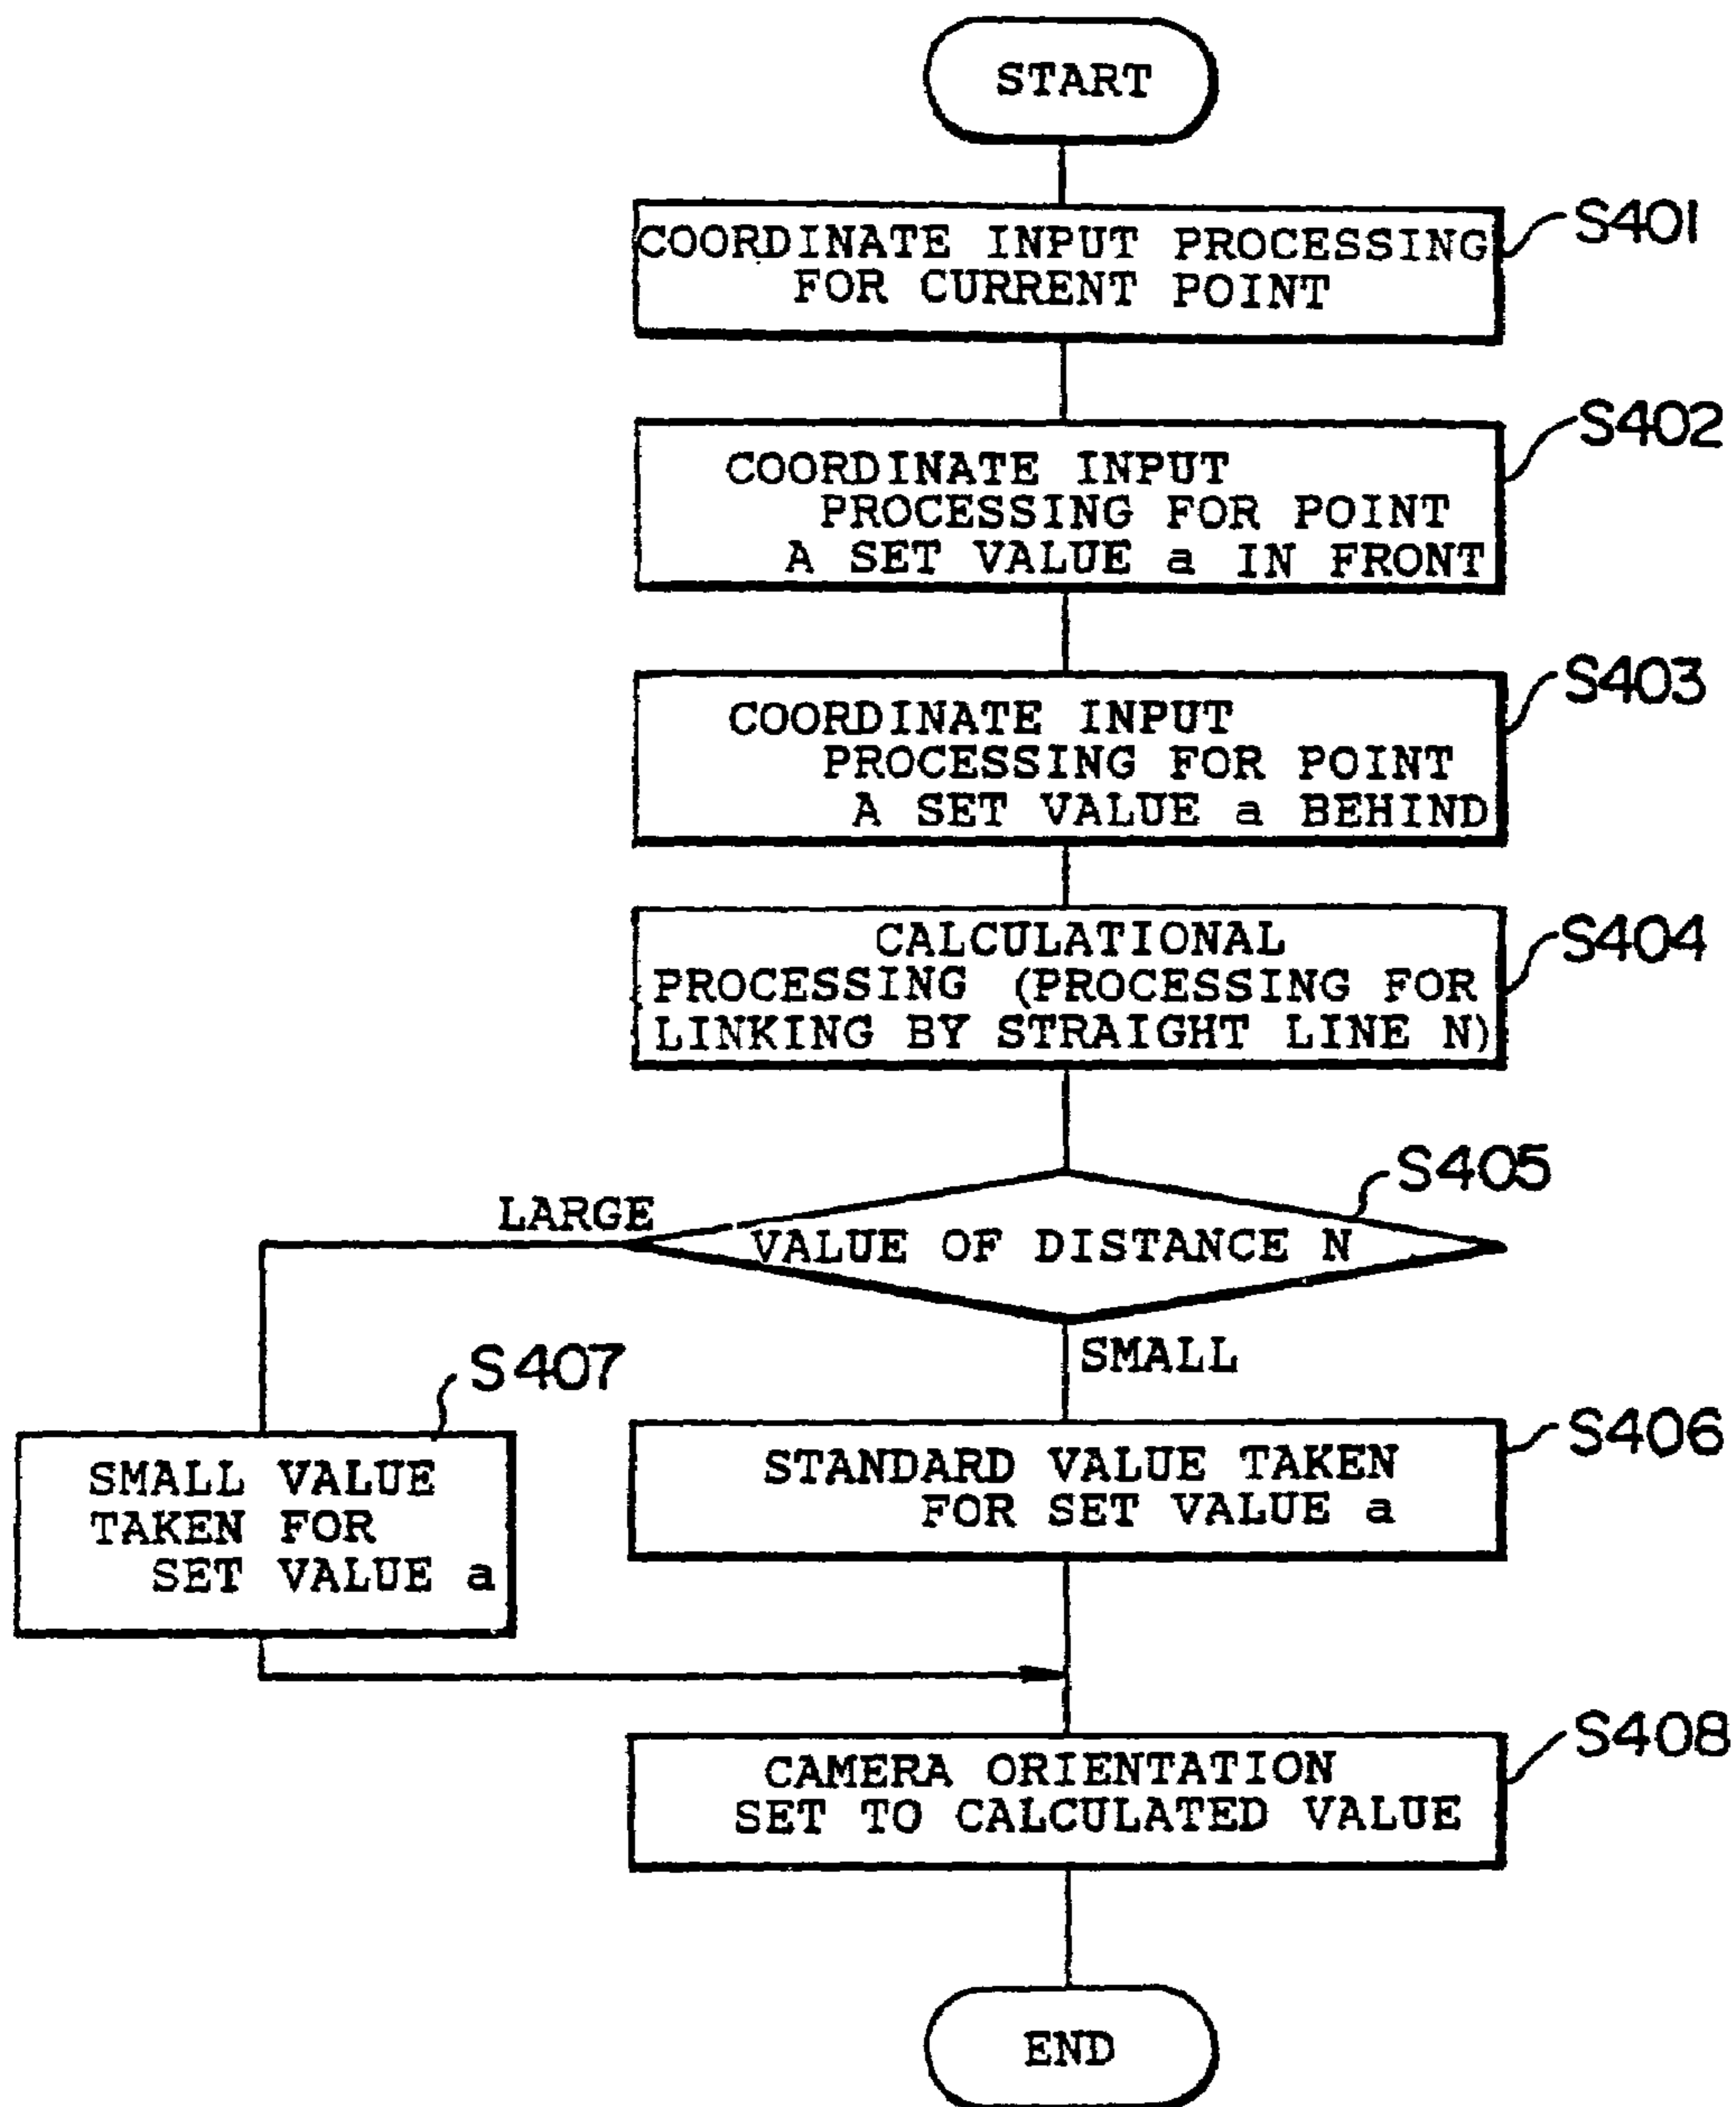 START
S401
COORDINATE INPUT PROCESSING
FOR CURRENT POINT
S402
COORDINATE INPUT
PROCESSING FOR POINT
A SET VALUE a IN FRONT
S403
COORDINATE INPUT
PROCESSING FOR POINT
A SET VALUE a BEHIND
S404
CALCULATIONAL
PROCESSING (PROCESSING FOR
LINKING BY STRAIGHT LINE N)
S405
LARGE
VALUE OF DISTANCE N
SMALL
S407
SMALL VALUE
TAKEN FOR
SET VALUE a
S406
STANDARD VALUE TAKEN
FOR SET VALUE a
S408
CAMERA ORIENTATION
SET TO CALCULATED VALUE
END